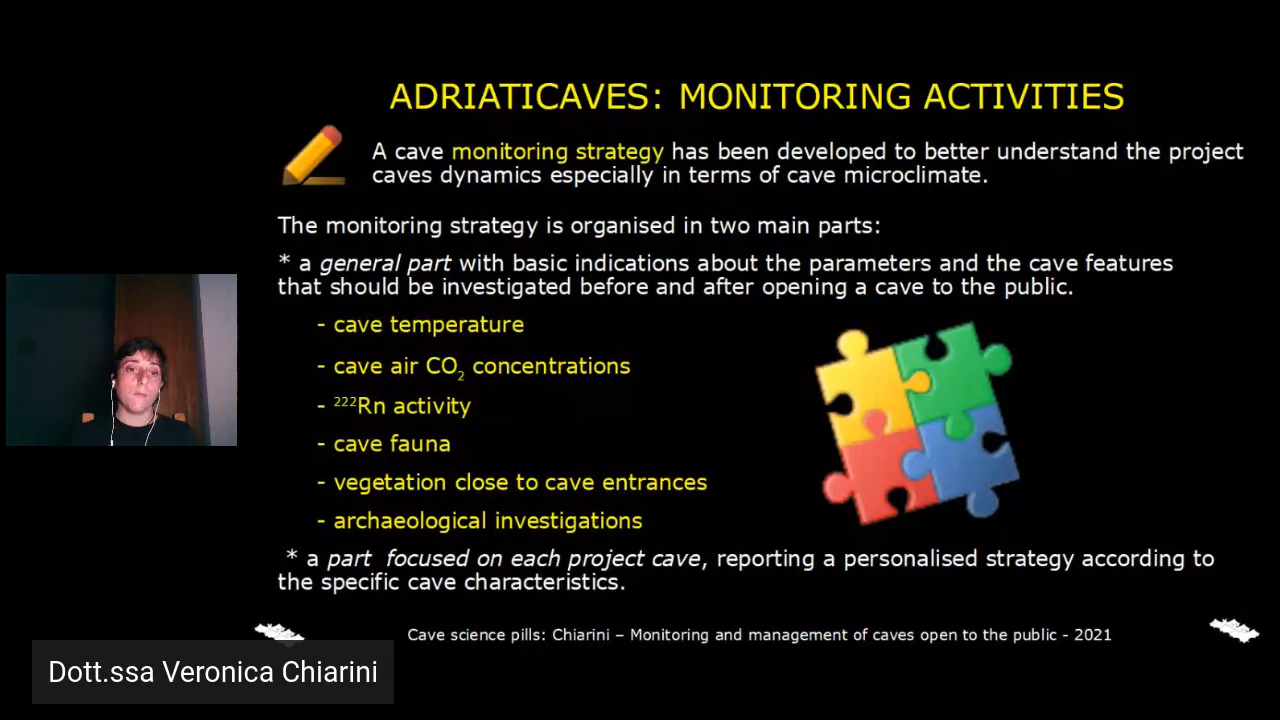 ADRIATICAVES: MONITORING ACTIVITIES
A cave monitoring strategy has been developed to better understand the project
caves dynamics especially in terms of cave microclimate.
The monitoring strategy is organised in two main parts:
* a general part with basic indications about the parameters and the cave features
that should be investigated before and after opening a cave to the public.
- cave temperature
- cave air CO₂ concentrations
- ²²²Rn activity
- cave fauna
- vegetation close to cave entrances
- archaeological investigations
* a part focused on each project cave, reporting a personalised strategy according to
the specific cave characteristics.
Cave science pills: Chiarini – Monitoring and management of caves open to the public - 2021
Dott.ssa Veronica Chiarini